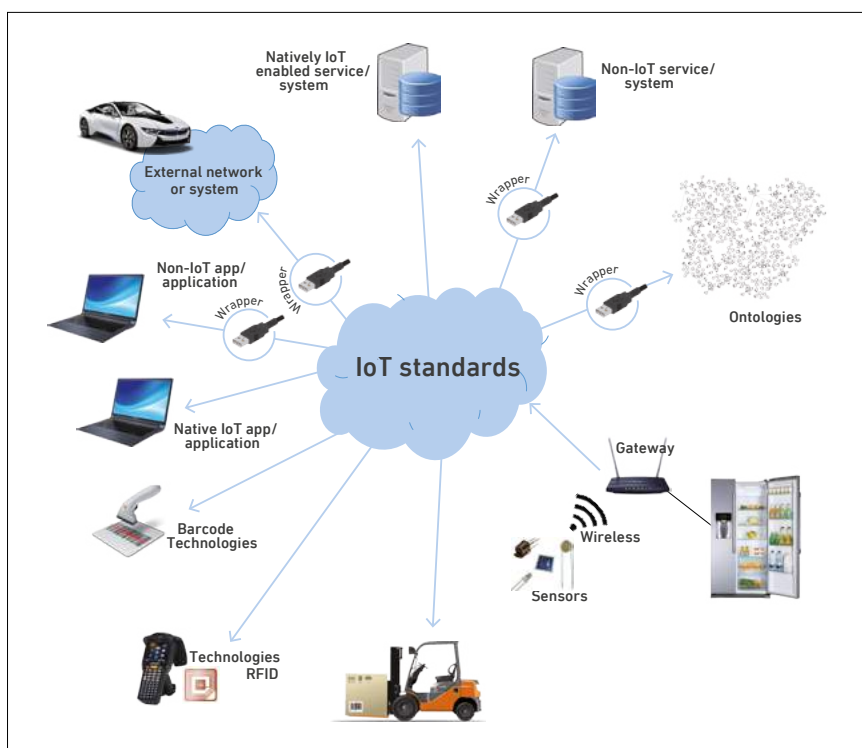 Natively IoT
enabled service/
system
Non-IoT service/
system
External network
or system
Wrapper
Wrapper
Non-IoT app/
application
Wrapper
Wrapper
Ontologies
IoT standards
Native IoT app/
application
Gateway
Barcode
Technologies
Wireless
Sensors
Technologies
RFID